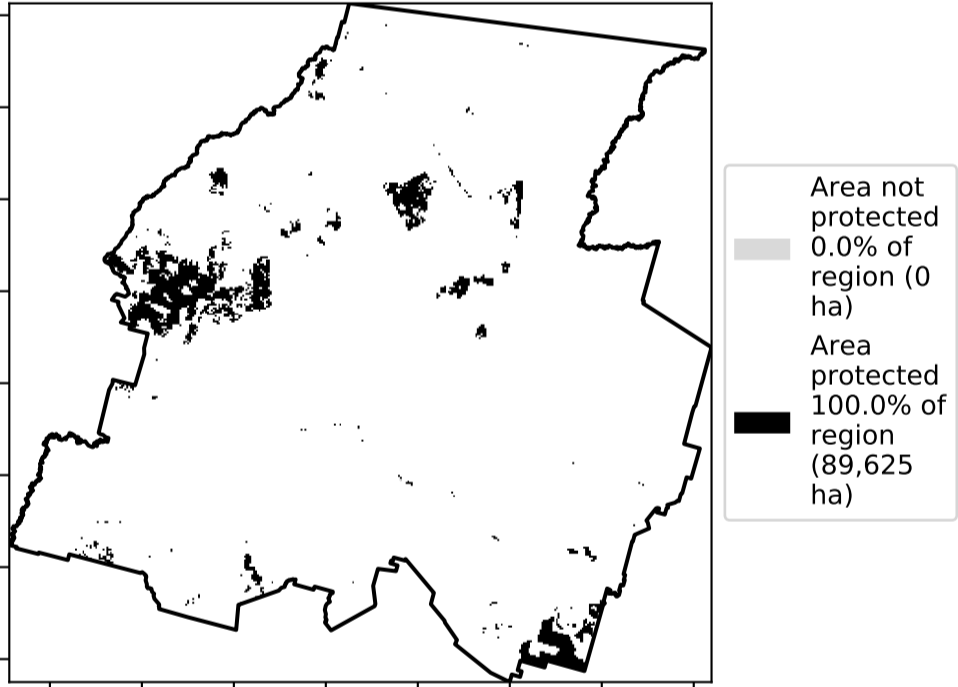 Area not
protected
0.0% of
region (0
ha)
Area
protected
100.0% of
region
(89,625
ha)